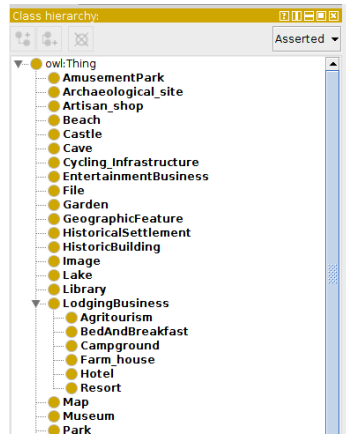 Class hierarchy:
Asserted
owl:Thing
AmusementPark
Archaeological_site
Artisan_shop
Beach
Castle
Cave
Cycling_Infrastructure
EntertainmentBusiness
File
Garden
GeographicFeature
HistoricalSettlement
HistoricBuilding
Image
Lake
Library
LodgingBusiness
Agritourism
BedAndBreakfast
Campground
Farm_house
Hotel
Resort
Map
Museum
Park